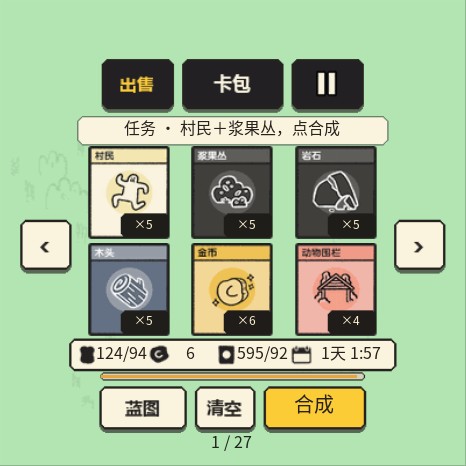 出售 卡包
任务 · 村民＋浆果丛，点合成
村民 浆果丛 岩石
×5 ×5 ×5
木头 金币 动物围栏
×5 ×6 ×4
124/94 6 595/92 1天 1:57
蓝图 清空 合成
1 / 27